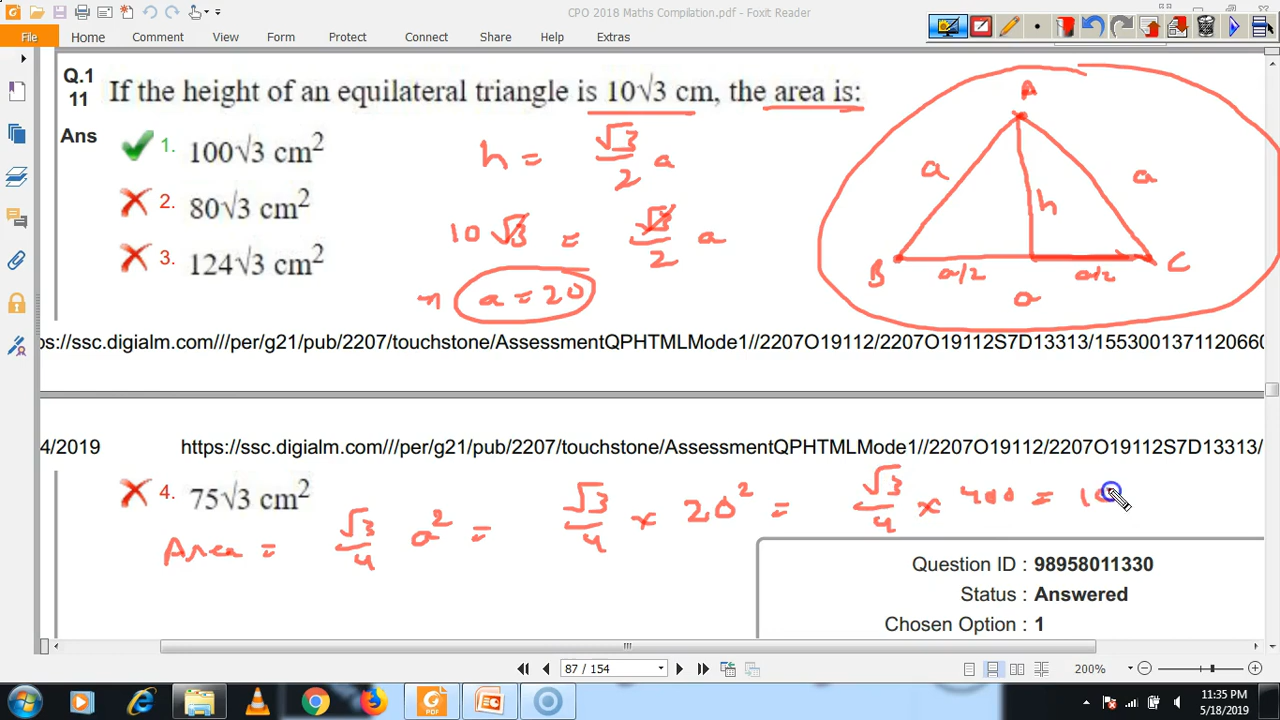 CPO 2018 Maths Compilation.pdf - Foxit Reader
File Home Comment View Form Protect Connect Share Help Extras
Q.1
11
If the height of an equilateral triangle is 10√3 cm, the area is:
Ans
1. 100√3 cm²
2. 80√3 cm²
3. 124√3 cm²
h = √3/2 a
10√3 = √3/2 a
a = 20
A
a
a
h
B
C
a/2
a/2
a
ps://ssc.digialm.com///per/g21/pub/2207/touchstone/AssessmentQPHTMLMode1//2207O19112/2207O19112S7D13313/1553001371120660
4/2019
https://ssc.digialm.com///per/g21/pub/2207/touchstone/AssessmentQPHTMLMode1//2207O19112/2207O19112S7D13313/
4. 75√3 cm²
Area = √3/4 a² = √3/4 × 20² = √3/4 × 400 = 10
Question ID : 98958011330
Status : Answered
Chosen Option : 1
87 / 154
200%
PDF
11:35 PM
5/18/2019